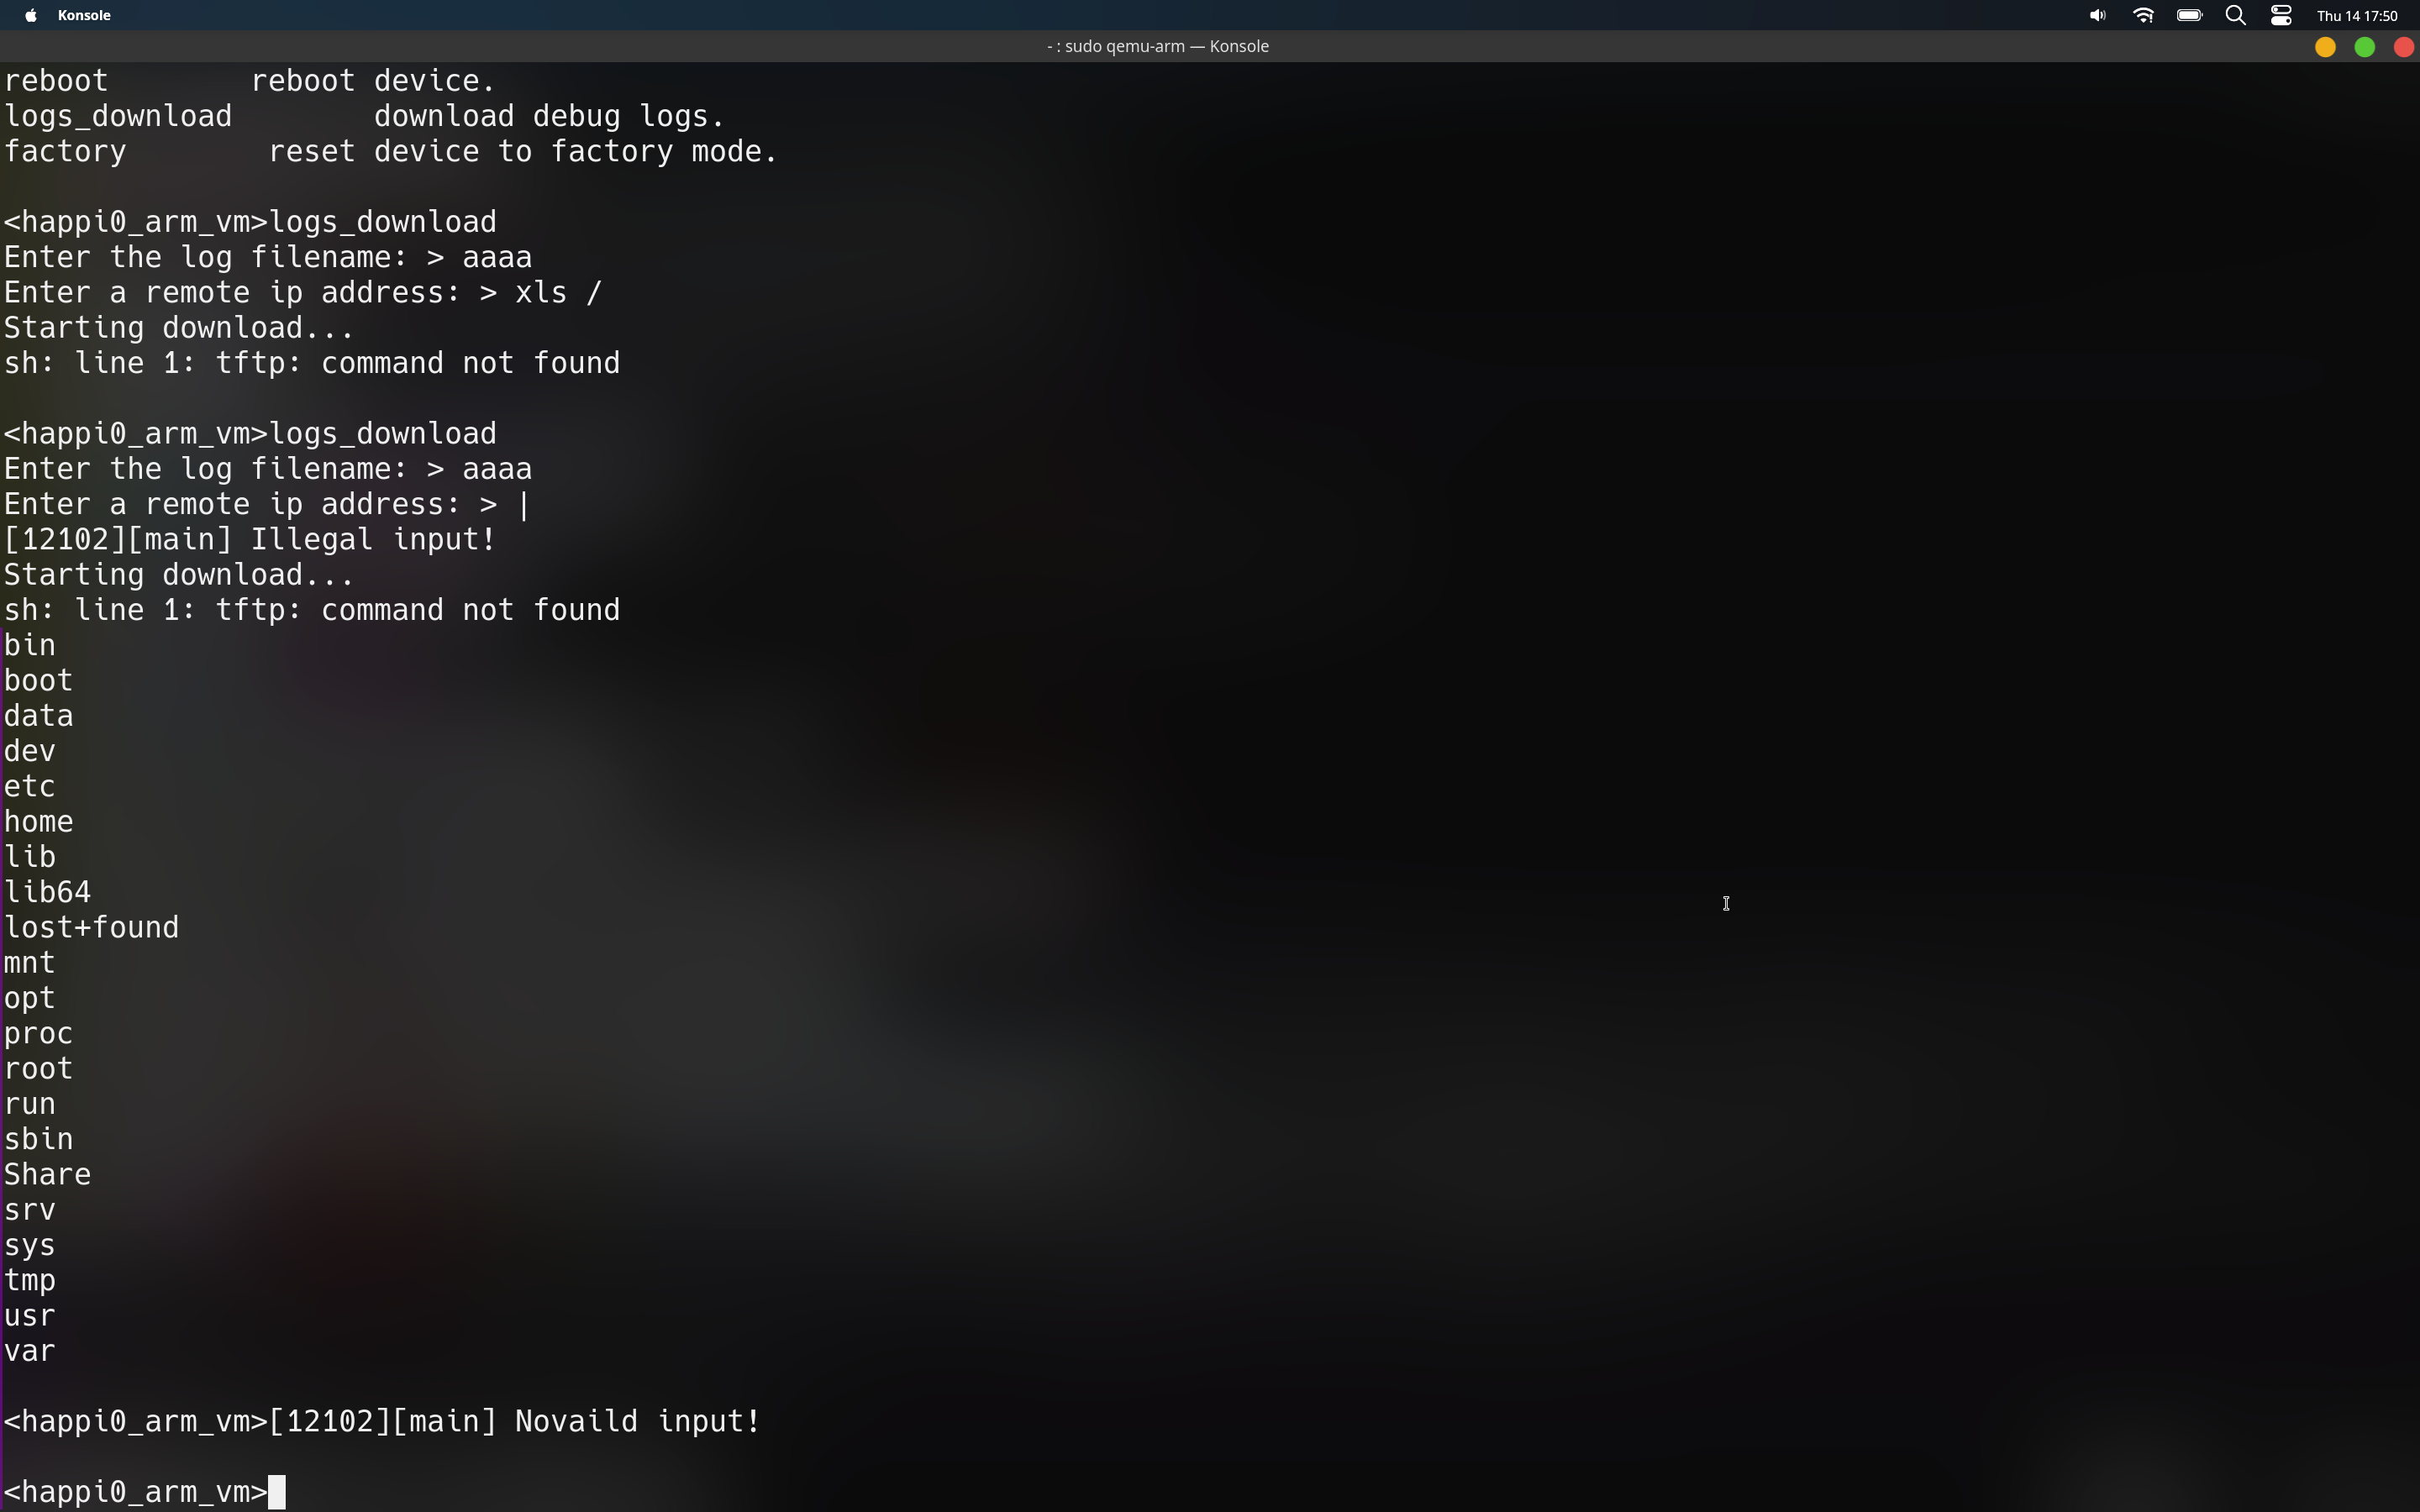 Konsole
Thu 14 17:50
- : sudo qemu-arm — Konsole
reboot        reboot device.
logs_download        download debug logs.
factory        reset device to factory mode.
<happi0_arm_vm>logs_download
Enter the log filename: > aaaa
Enter a remote ip address: > xls /
Starting download...
sh: line 1: tftp: command not found
<happi0_arm_vm>logs_download
Enter the log filename: > aaaa
Enter a remote ip address: > |
[12102][main] Illegal input!
Starting download...
sh: line 1: tftp: command not found
bin
boot
data
dev
etc
home
lib
lib64
lost+found
mnt
opt
proc
root
run
sbin
Share
srv
sys
tmp
usr
var
<happi0_arm_vm>[12102][main] Novaild input!
<happi0_arm_vm>